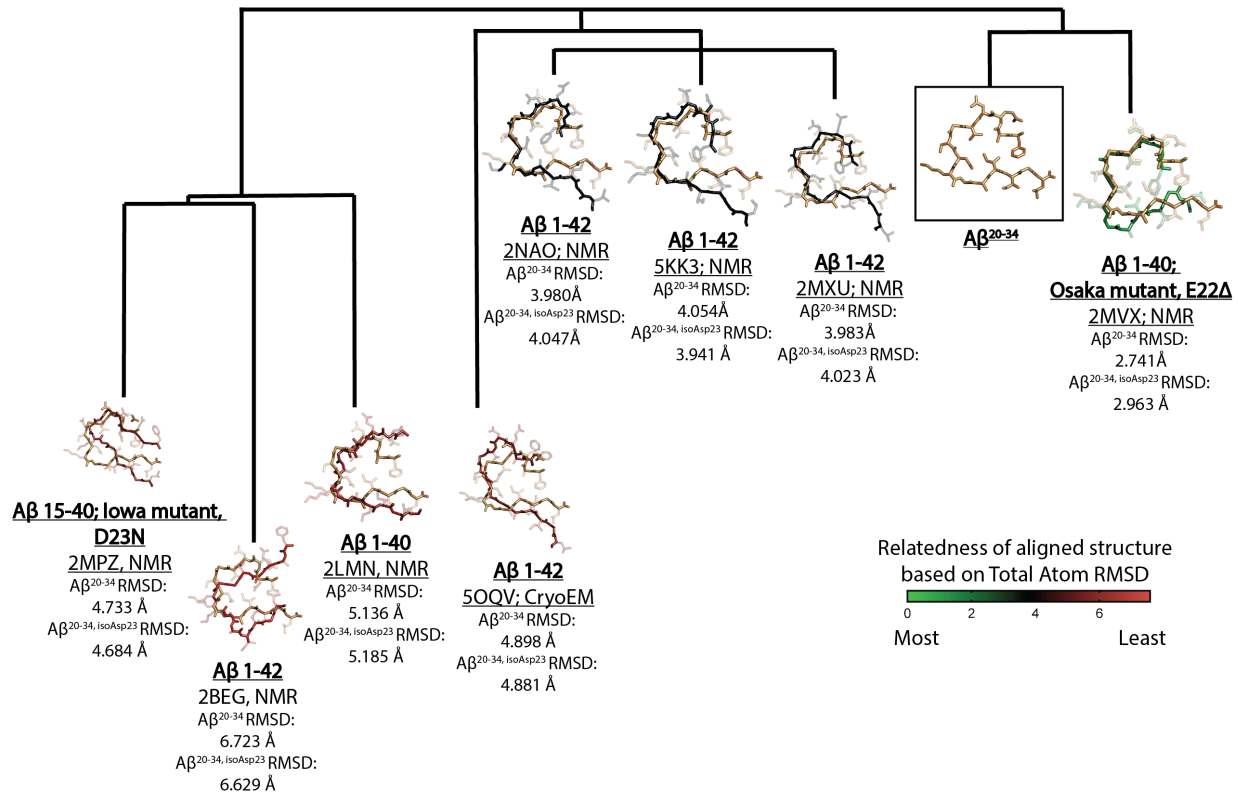 Aβ 1-42
2NAO; NMR
Aβ20-34 RMSD:
3.980Å
Aβ20-34, isoAsp23 RMSD:
4.047Å
Aβ 1-42
5KK3; NMR
Aβ20-34 RMSD:
4.054Å
Aβ20-34, isoAsp23 RMSD:
3.941 Å
Aβ 1-42
2MXU; NMR
Aβ20-34 RMSD:
3.983Å
Aβ20-34, isoAsp23 RMSD:
4.023 Å
Aβ20-34
Aβ 1-40;
Osaka mutant, E22Δ
2MVX; NMR
Aβ20-34 RMSD:
2.741Å
Aβ20-34, isoAsp23 RMSD:
2.963 Å
Aβ 15-40; Iowa mutant,
D23N
2MPZ, NMR
Aβ20-34 RMSD:
4.733 Å
Aβ20-34, isoAsp23 RMSD:
4.684 Å
Aβ 1-42
2BEG, NMR
Aβ20-34 RMSD:
6.723 Å
Aβ20-34, isoAsp23 RMSD:
6.629 Å
Aβ 1-40
2LMN, NMR
Aβ20-34 RMSD:
5.136 Å
Aβ20-34, isoAsp23 RMSD:
5.185 Å
Aβ 1-42
5OQV; CryoEM
Aβ20-34 RMSD:
4.898 Å
Aβ20-34, isoAsp23 RMSD:
4.881 Å
Relatedness of aligned structure
based on Total Atom RMSD
0 2 4 6
Most Least